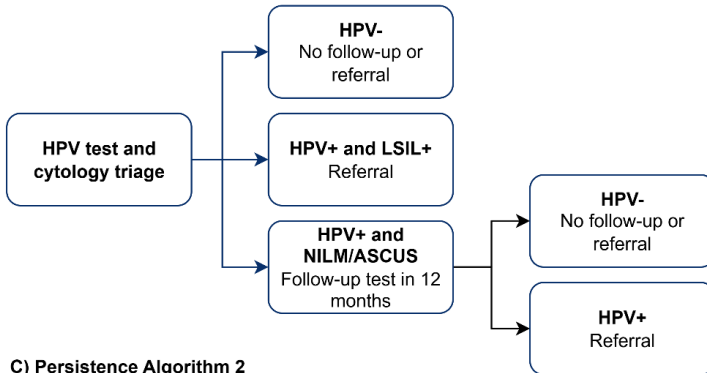 HPV-
No follow-up or
referral
HPV test and
cytology triage
HPV+ and LSIL+
Referral
HPV+ and
NILM/ASCUS
Follow-up test in 12
months
HPV-
No follow-up or
referral
HPV+
Referral
C) Persistence Algorithm 2